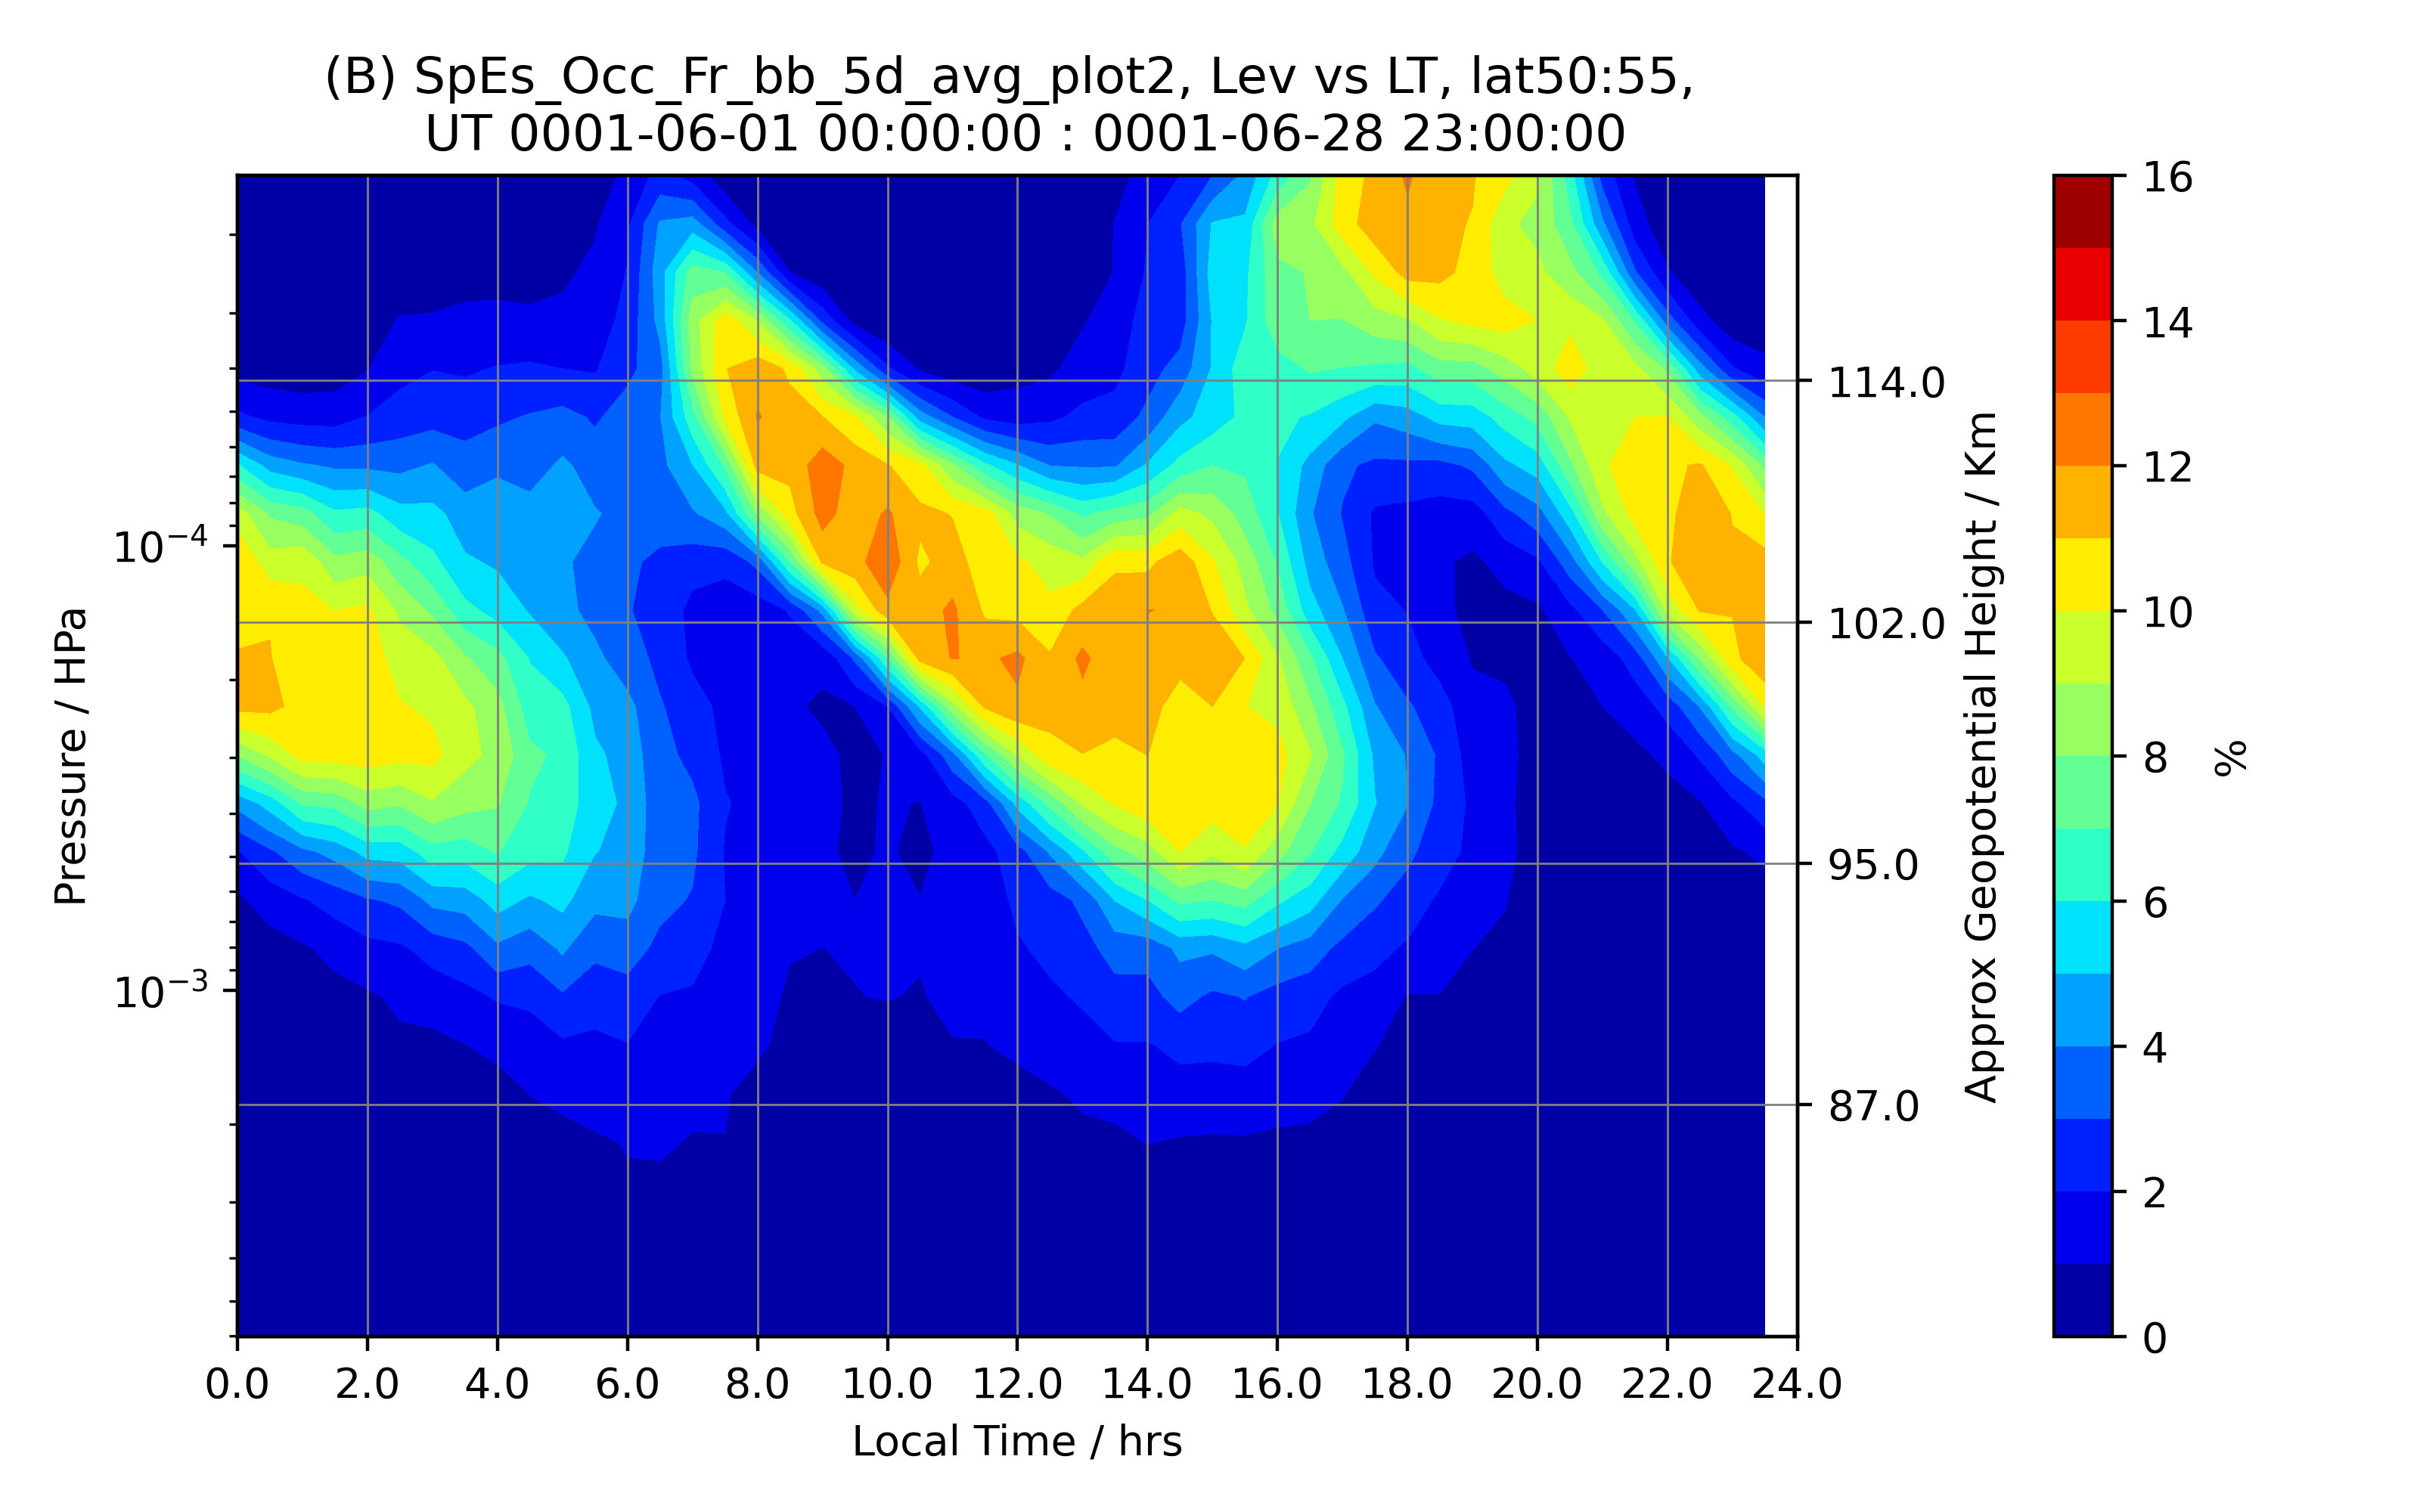 (B) SpEs_Occ_Fr_bb_5d_avg_plot2, Lev vs LT, lat50:55,
UT 0001-06-01 00:00:00 : 0001-06-28 23:00:00
Pressure / HPa
10⁻⁴
10⁻³
0.0 2.0 4.0 6.0 8.0 10.0 12.0 14.0 16.0 18.0 20.0 22.0 24.0
Local Time / hrs
114.0
102.0
95.0
87.0
Approx Geopotential Height / Km
16
14
12
10
8
6
4
2
0
%